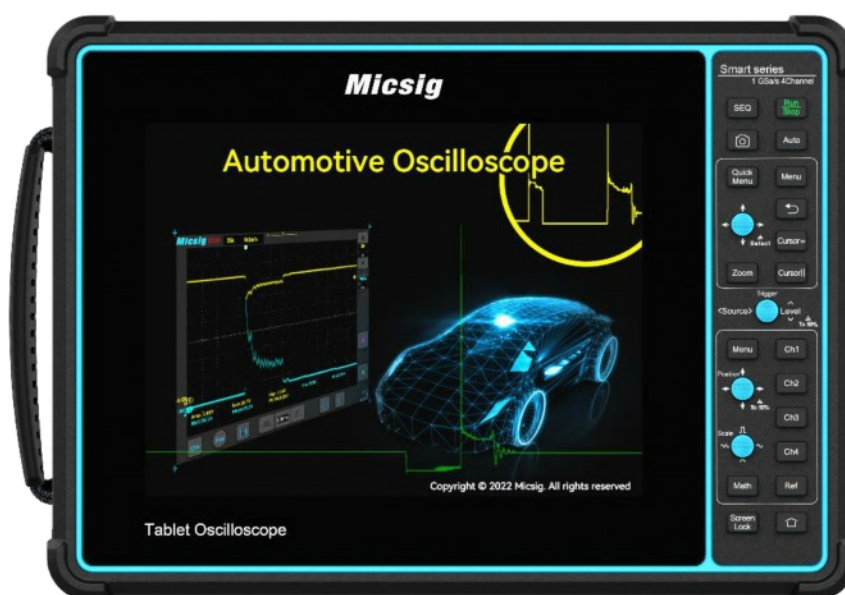 Smart series
1 GSa/s 4Channel
Micsig
SEQ
Run
Stop
Auto
Automotive Oscilloscope
Quick
Menu
Menu
Micsig
Select
Cursor=
Zoom
Cursor||
Trigger
<Source>
Level
To 50%
Menu
Ch1
Position
Ch2
To 50%
Ch3
Scale
Ch4
Copyright © 2022 Micsig. All rights reserved
Math
Ref
Tablet Oscilloscope
Screen
Lock